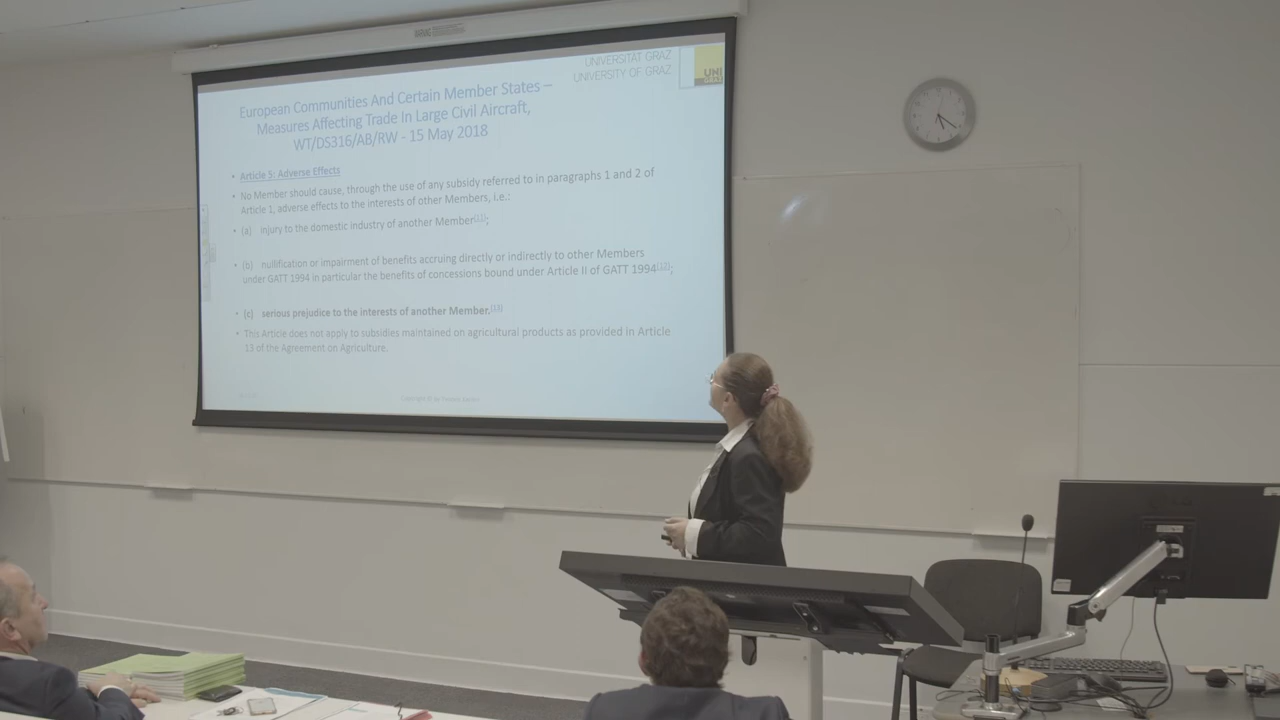 UNIVERSITÄT GRAZ
UNIVERSITY OF GRAZ
UNI
GRAZ
European Communities And Certain Member States –
Measures Affecting Trade In Large Civil Aircraft,
WT/DS316/AB/RW - 15 May 2018
• Article 5: Adverse Effects
• No Member should cause, through the use of any subsidy referred to in paragraphs 1 and 2 of
Article 1, adverse effects to the interests of other Members, i.e.:
• (a) injury to the domestic industry of another Member[11];
• (b) nullification or impairment of benefits accruing directly or indirectly to other Members
under GATT 1994 in particular the benefits of concessions bound under Article II of GATT 1994[12];
• (c) serious prejudice to the interests of another Member.[13]
• This Article does not apply to subsidies maintained on agricultural products as provided in Article
13 of the Agreement on Agriculture.